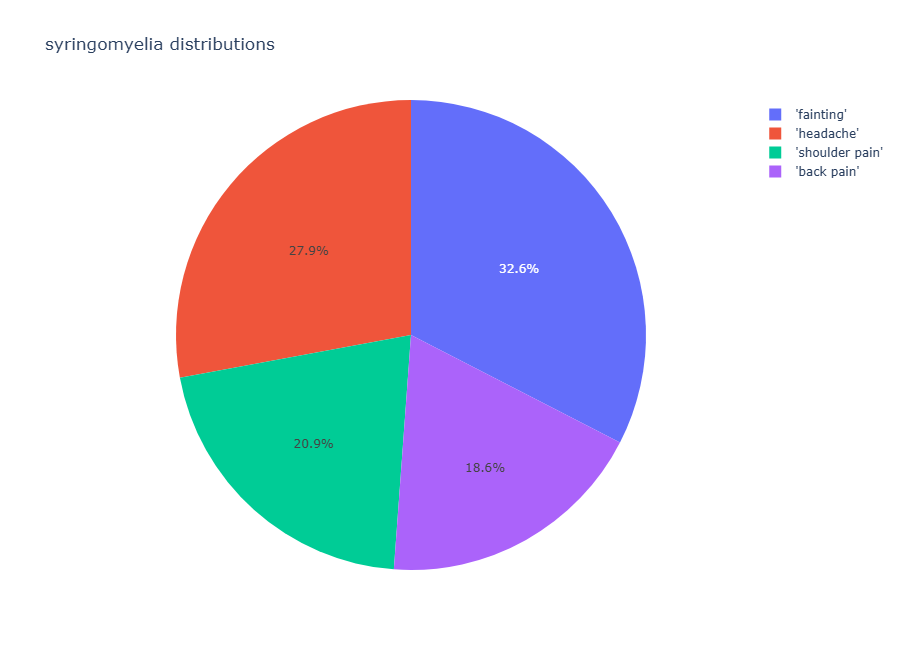 syringomyelia distributions
'fainting'
'headache'
'shoulder pain'
'back pain'
27.9%
32.6%
20.9%
18.6%